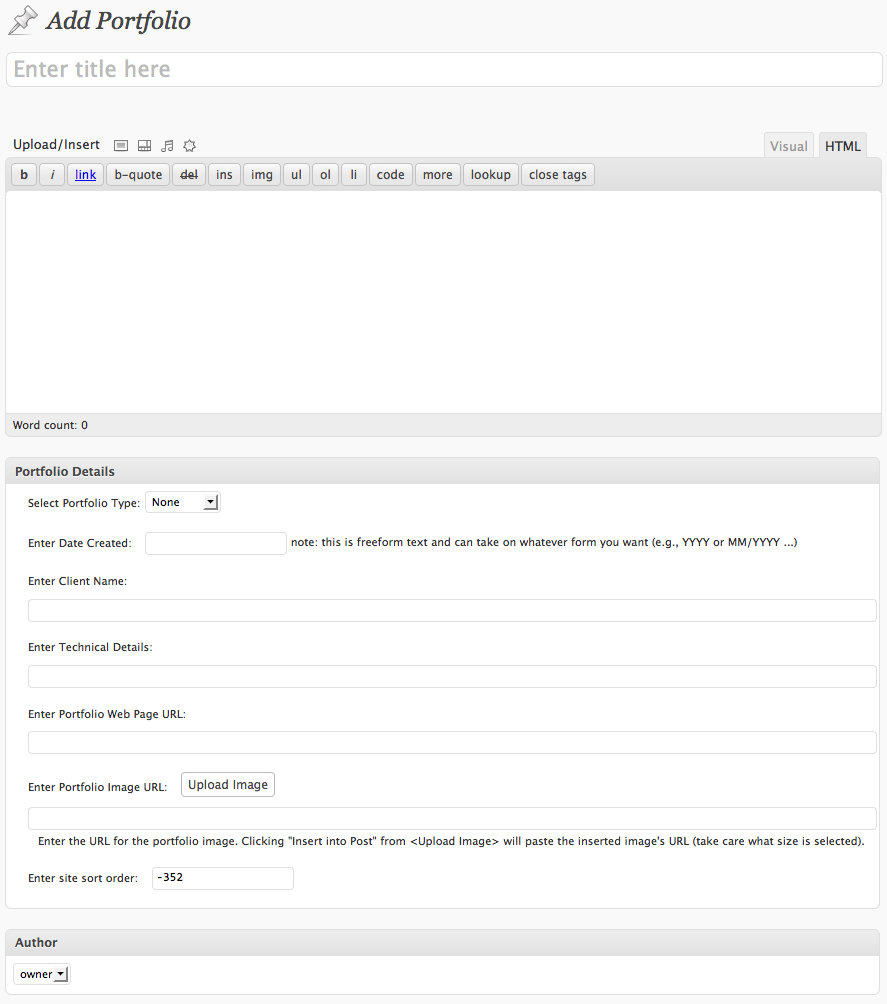 Add Portfolio
Enter title here
Upload/Insert Visual HTML
b i link b-quote del ins img ul ol li code more lookup close tags
Word count: 0
Portfolio Details
Select Portfolio Type: None
Enter Date Created: note: this is freeform text and can take on whatever form you want (e.g., YYYY or MM/YYYY ...)
Enter Client Name:
Enter Technical Details:
Enter Portfolio Web Page URL:
Enter Portfolio Image URL: Upload Image
Enter the URL for the portfolio image. Clicking "Insert into Post" from <Upload Image> will paste the inserted image's URL (take care what size is selected).
Enter site sort order: -352
Author
owner